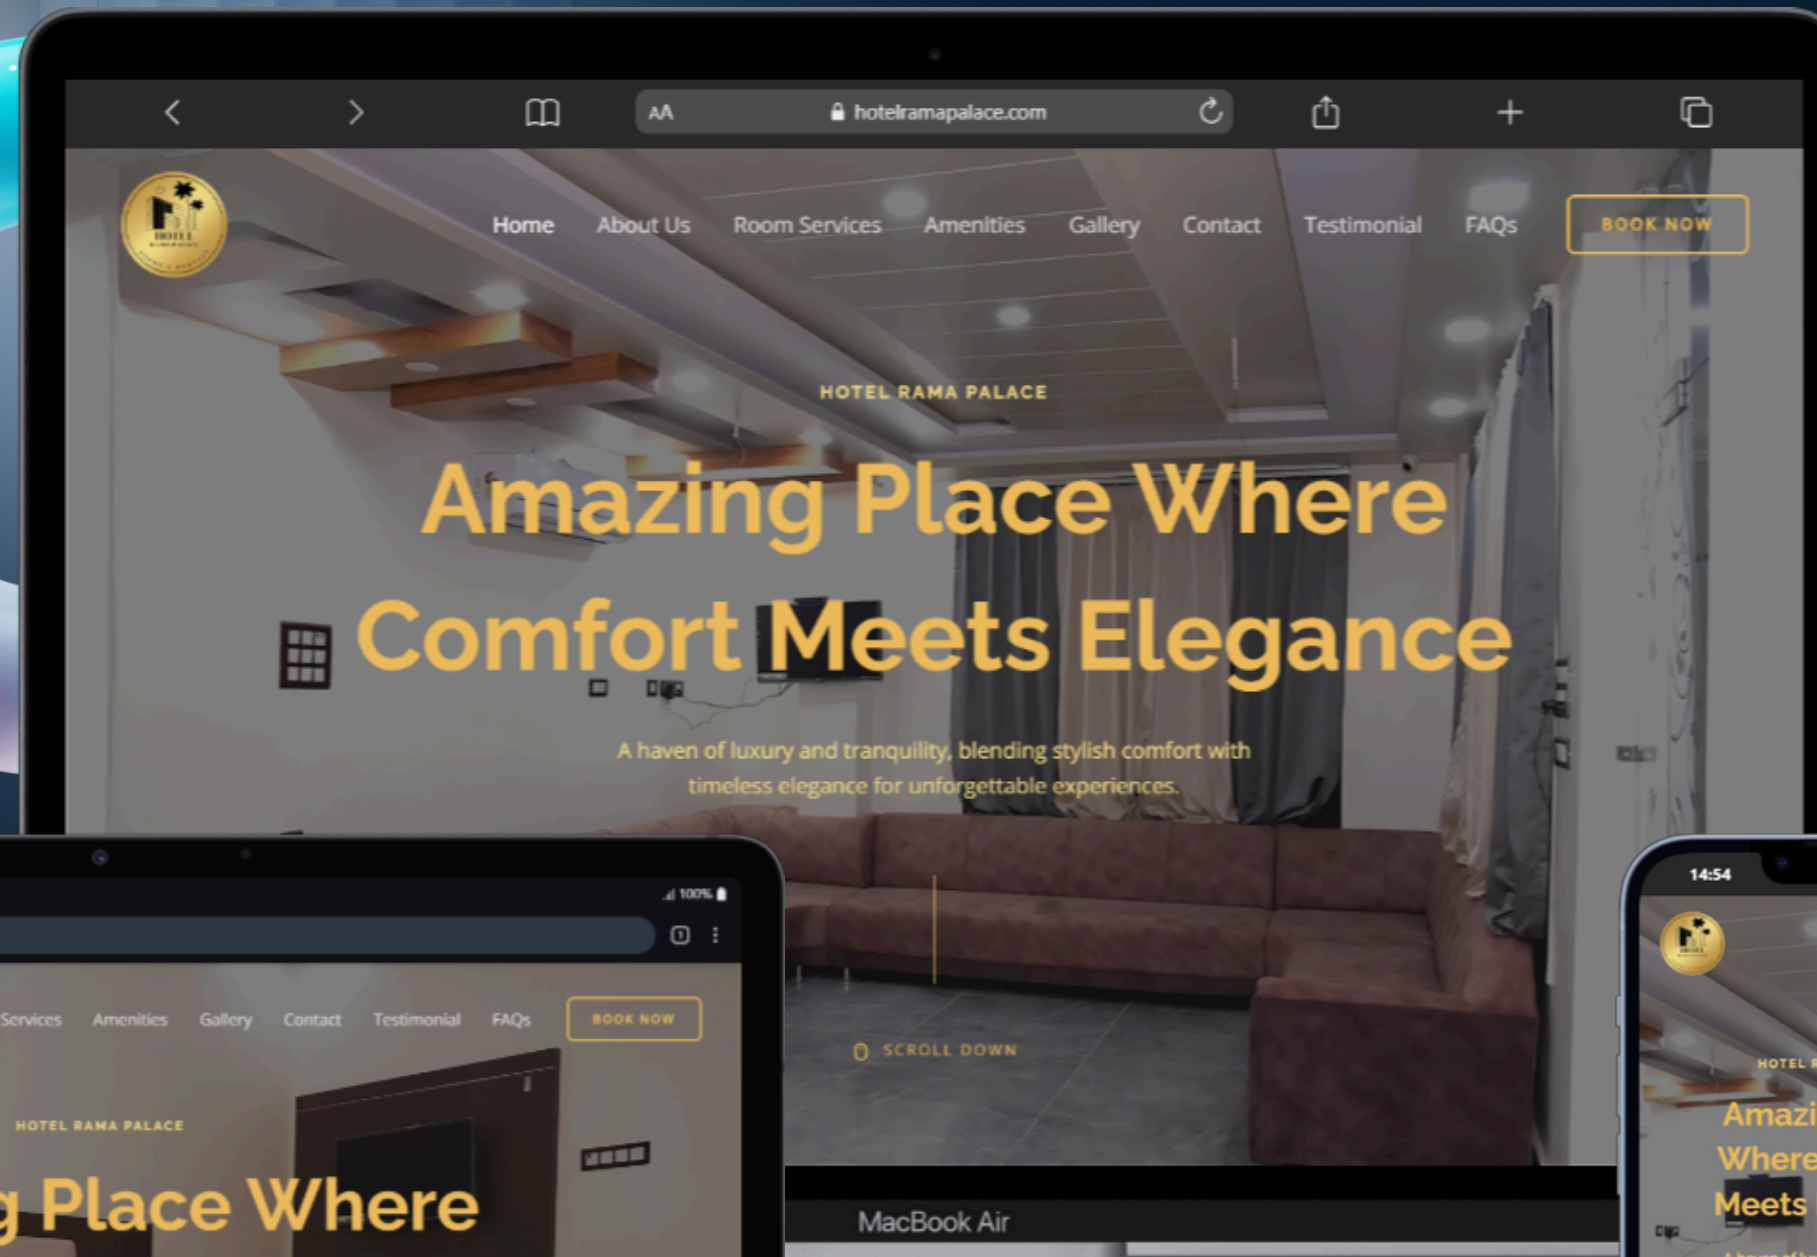 AA
hotelramapalace.com
HOTEL
Home
About Us
Room Services
Amenities
Gallery
Contact
Testimonial
FAQs
BOOK NOW
HOTEL RAMA PALACE
Amazing Place Where
Comfort Meets Elegance
A haven of luxury and tranquility, blending stylish comfort with
timeless elegance for unforgettable experiences.
SCROLL DOWN
MacBook Air
100%
1
Services
Amenities
Gallery
Contact
Testimonial
FAQs
BOOK NOW
HOTEL RAMA PALACE
g Place Where
14:54
HOTEL R
Amazi
Where
Meets